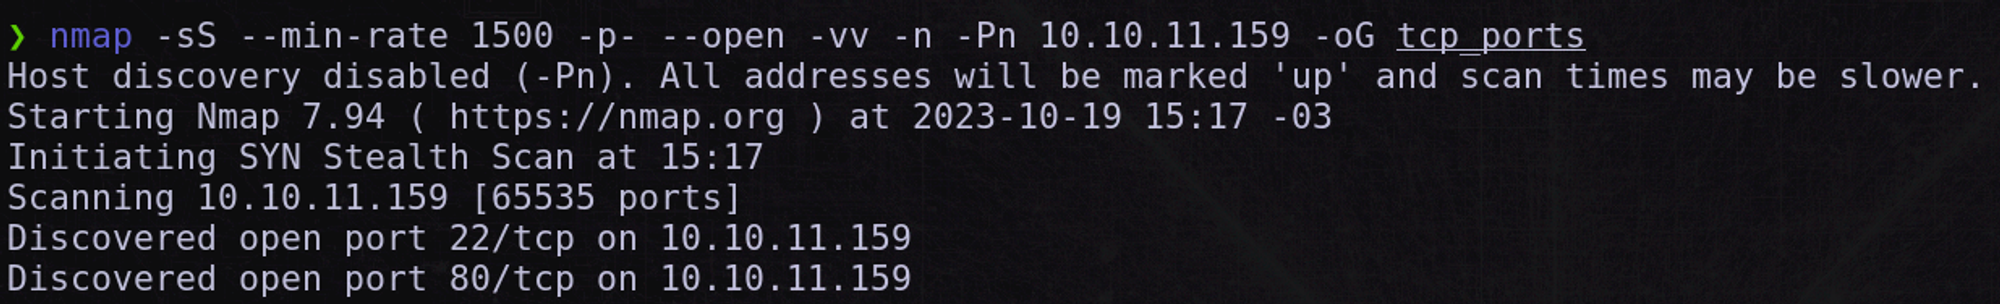 ❯ nmap -sS --min-rate 1500 -p- --open -vv -n -Pn 10.10.11.159 -oG tcp_ports
Host discovery disabled (-Pn). All addresses will be marked 'up' and scan times may be slower.
Starting Nmap 7.94 ( https://nmap.org ) at 2023-10-19 15:17 -03
Initiating SYN Stealth Scan at 15:17
Scanning 10.10.11.159 [65535 ports]
Discovered open port 22/tcp on 10.10.11.159
Discovered open port 80/tcp on 10.10.11.159